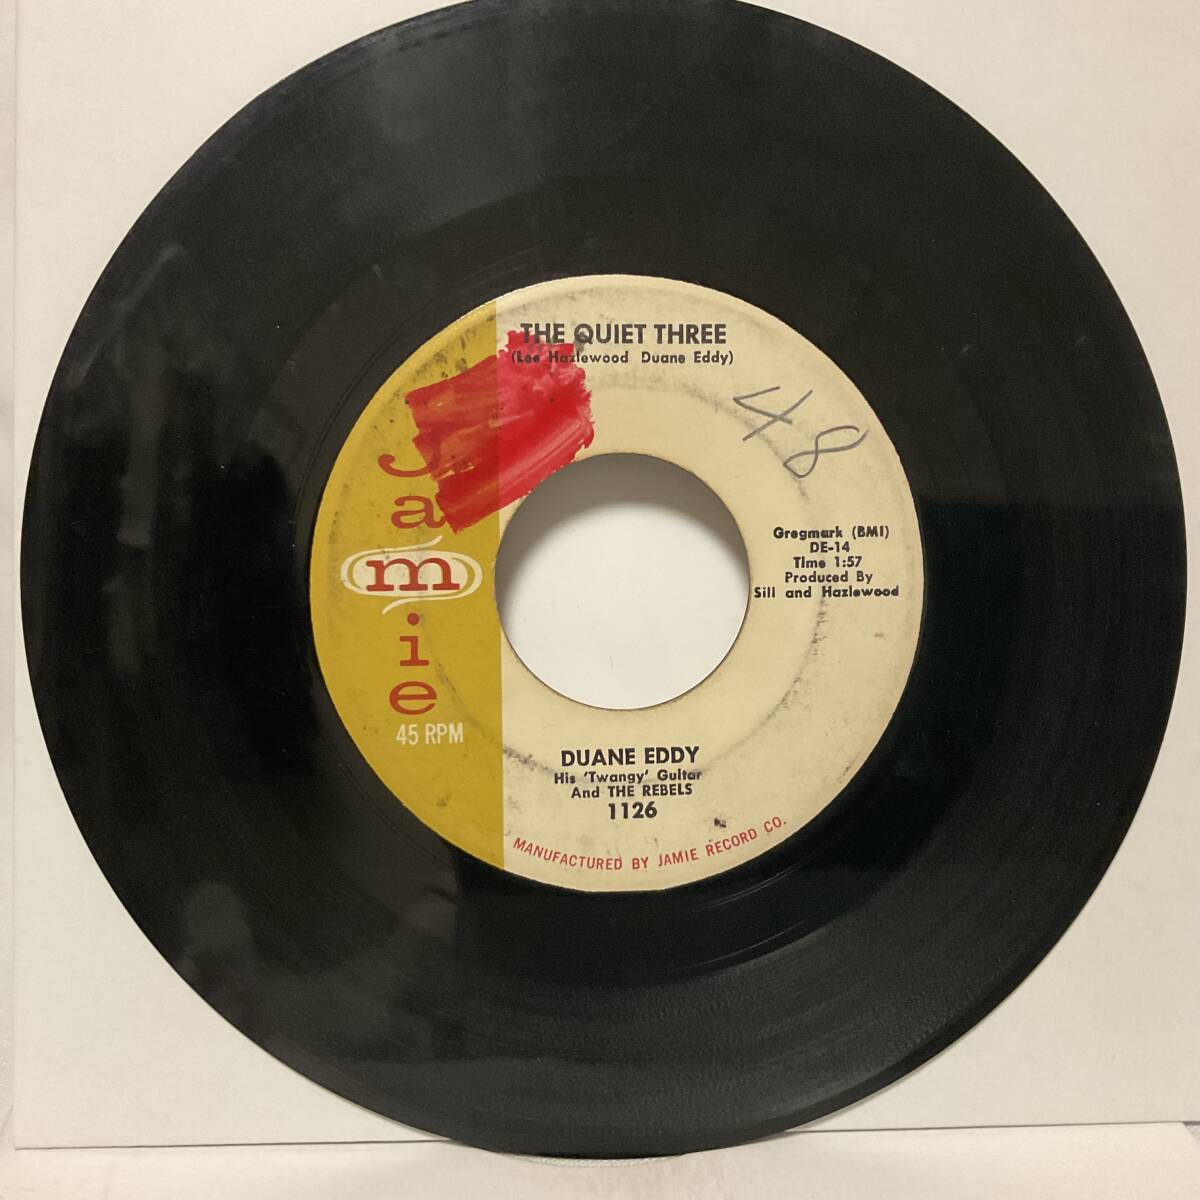 THE QUIET THREE
(Lee Hazlewood Duane Eddy)
48
Jamie
45 RPM
Gregmark (BMI)
DE-14
Time 1:57
Produced By
Sill and Hazlewood
DUANE EDDY
His 'Twangy' Guitar
And THE REBELS
1126
MANUFACTURED BY JAMIE RECORD CO.